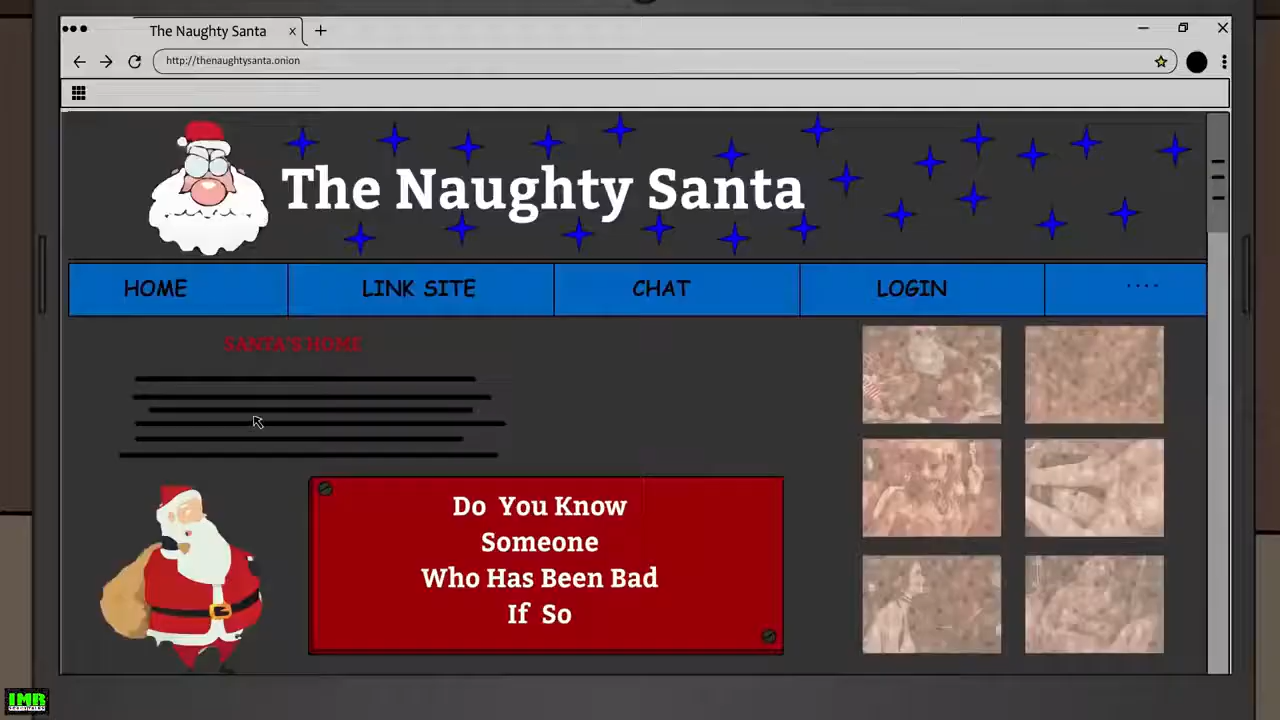 The Naughty Santa
http://thenaughtysanta.onion
The Naughty Santa
HOME
LINK SITE
CHAT
LOGIN
....
SANTA'S HOME
Do You Know
Someone
Who Has Been Bad
If So
IMR